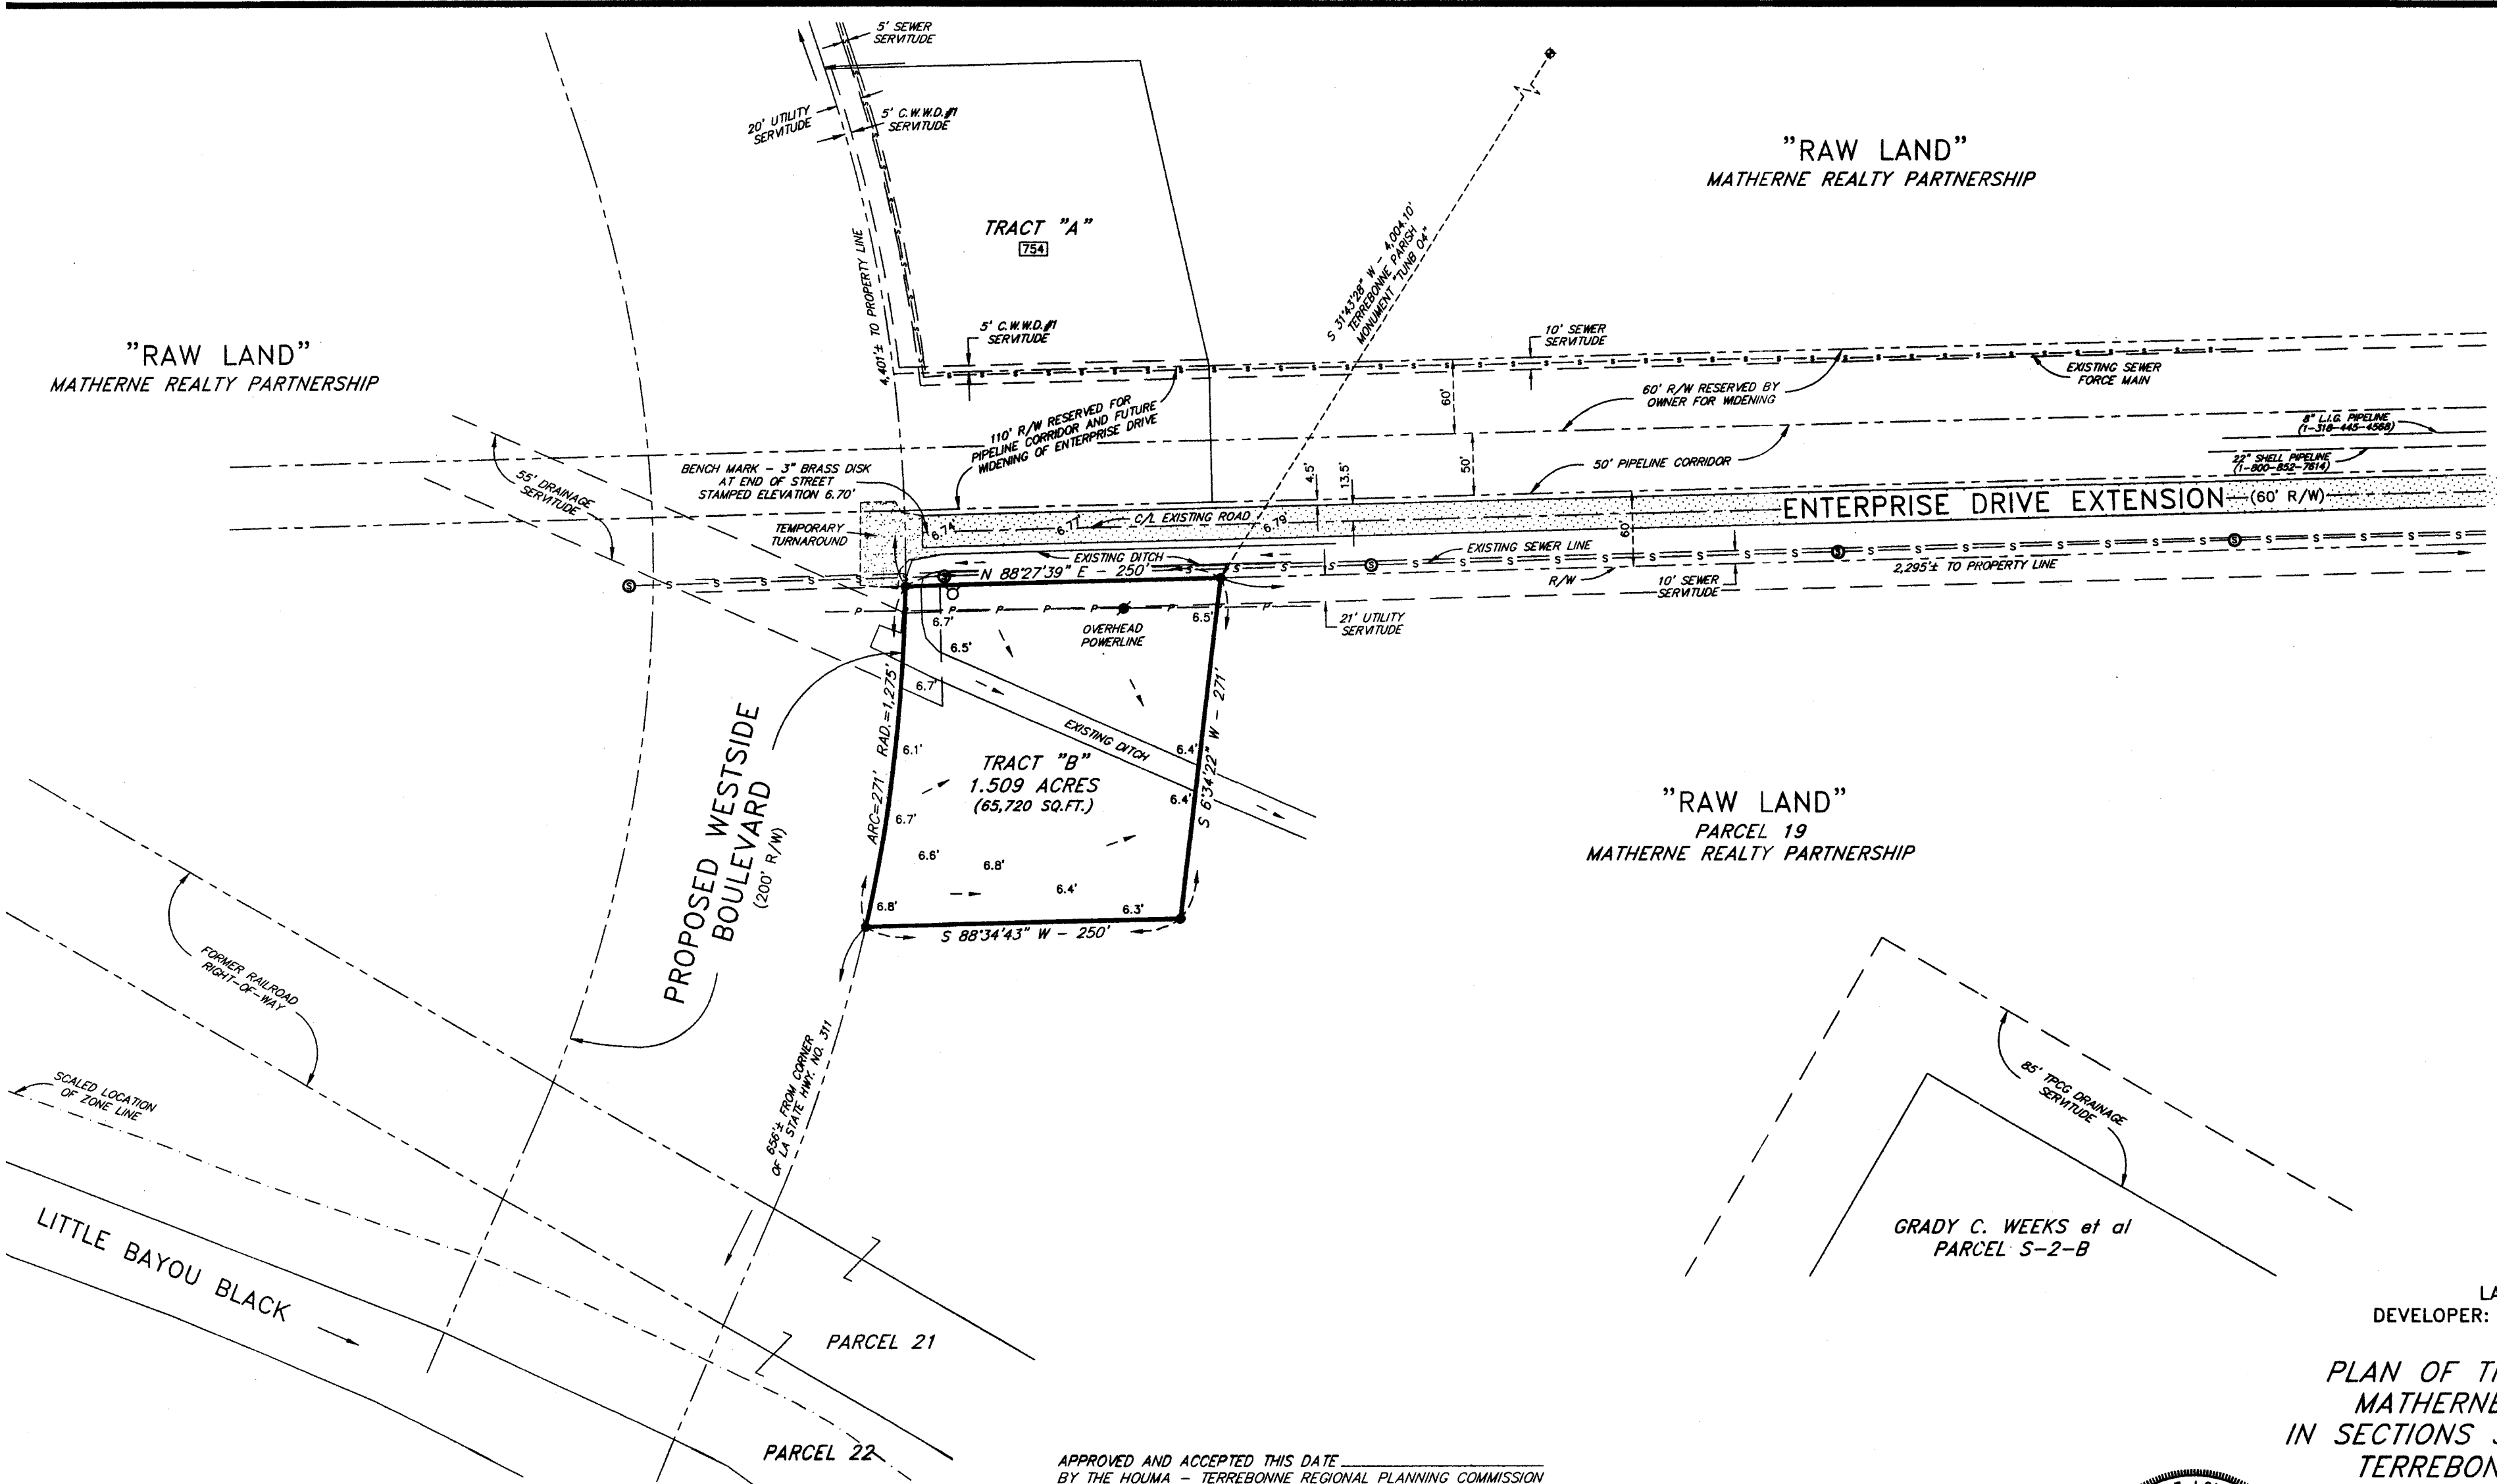 5' SEWER
SERVITUDE
20' UTILITY
SERVITUDE
5' C.W.W.D.#1
SERVITUDE
"RAW LAND"
MATHERNE REALTY PARTNERSHIP
TRACT "A"
754
4,401'± TO PROPERTY LINE
S 31°43'28" W - 4,004.10'
TERREBONNE PARISH
MONUMENT "TUNB 04"
"RAW LAND"
MATHERNE REALTY PARTNERSHIP
5' C.W.W.D.#1
SERVITUDE
10' SEWER
SERVITUDE
EXISTING SEWER
FORCE MAIN
60' R/W RESERVED BY
OWNER FOR WIDENING
60'
110' R/W RESERVED FOR
PIPELINE CORRIDOR AND FUTURE
WIDENING OF ENTERPRISE DRIVE
8" L.I.G. PIPELINE
(1-318-445-4568)
22" SHELL PIPELINE
(1-800-852-7614)
50' PIPELINE CORRIDOR
50'
4.5'
13.5'
55' DRAINAGE
SERVITUDE
BENCH MARK - 3" BRASS DISK
AT END OF STREET
STAMPED ELEVATION 6.70'
TEMPORARY
TURNAROUND
6.74'
6.77'
C/L EXISTING ROAD
6.79'
ENTERPRISE DRIVE EXTENSION (60' R/W)
60'
EXISTING DITCH
EXISTING SEWER LINE
N 88°27'39" E - 250'
R/W
10' SEWER
SERVITUDE
2,295'± TO PROPERTY LINE
21' UTILITY
SERVITUDE
OVERHEAD
POWERLINE
6.7'
6.5'
6.5'
6.7'
EXISTING DITCH
6.1'
6.4'
6.4'
6.7'
6.6'
6.8'
6.4'
6.8'
6.3'
ARC=271' RAD.=1,275'
S 6°34'22" W - 271'
TRACT "B"
1.509 ACRES
(65,720 SQ.FT.)
S 88°34'43" W - 250'
PROPOSED WESTSIDE
BOULEVARD
(200' R/W)
"RAW LAND"
PARCEL 19
MATHERNE REALTY PARTNERSHIP
FORMER RAILROAD
RIGHT-OF-WAY
SCALED LOCATION
OF ZONE LINE
656'± FROM CORNER
OF LA STATE HWY. NO. 311
85' TPCG DRAINAGE
SERVITUDE
GRADY C. WEEKS et al
PARCEL S-2-B
LITTLE BAYOU BLACK
PARCEL 21
PARCEL 22
LA
DEVELOPER:
PLAN OF T
MATHERNE
IN SECTIONS
TERREBON
APPROVED AND ACCEPTED THIS DATE
BY THE HOUMA - TERREBONNE REGIONAL PLANNING COMMISSION